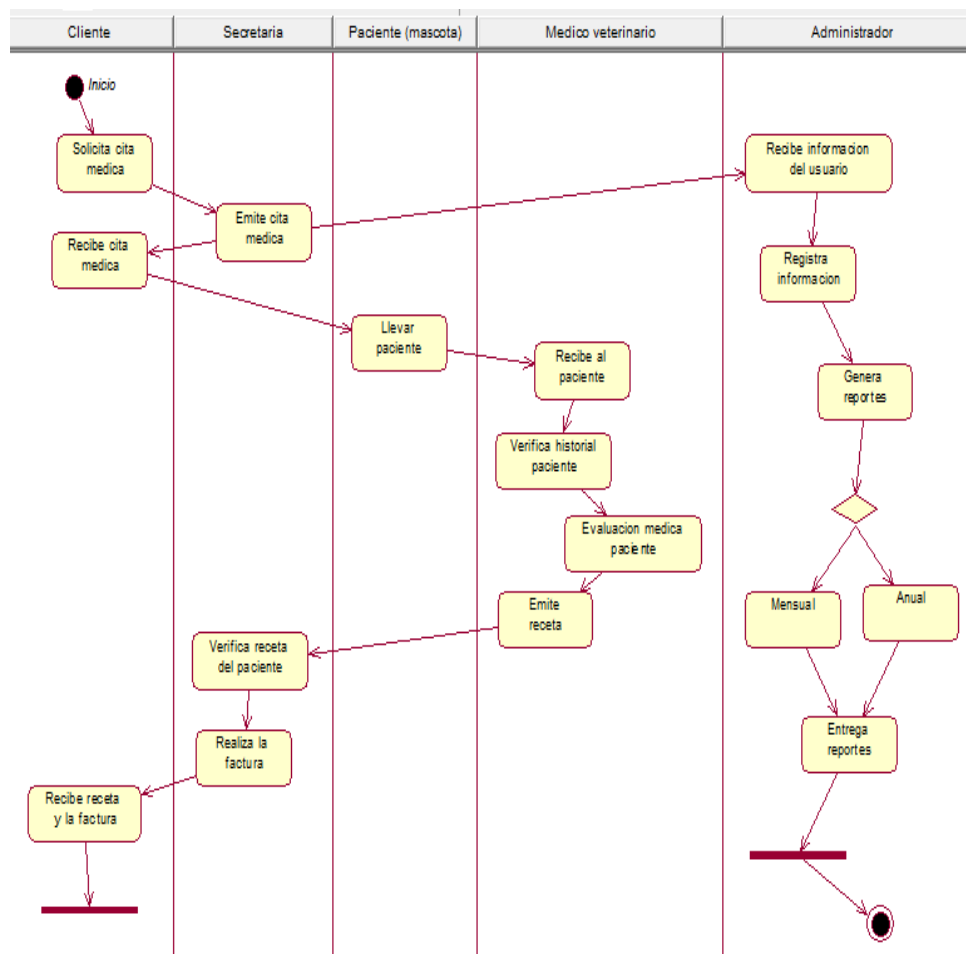 Cliente
Secretaria
Paciente (mascota)
Medico veterinario
Administrador
Inicio
Solicita cita
medica
Recibe informacion
del usuario
Emite cita
medica
Recibe cita
medica
Registra
informacion
Llevar
paciente
Recibe al
paciente
Genera
reportes
Verifica historial
paciente
Evaluacion medica
paciente
Emite
receta
Mensual
Anual
Verifica receta
del paciente
Realiza la
factura
Entrega
reportes
Recibe receta
y la factura